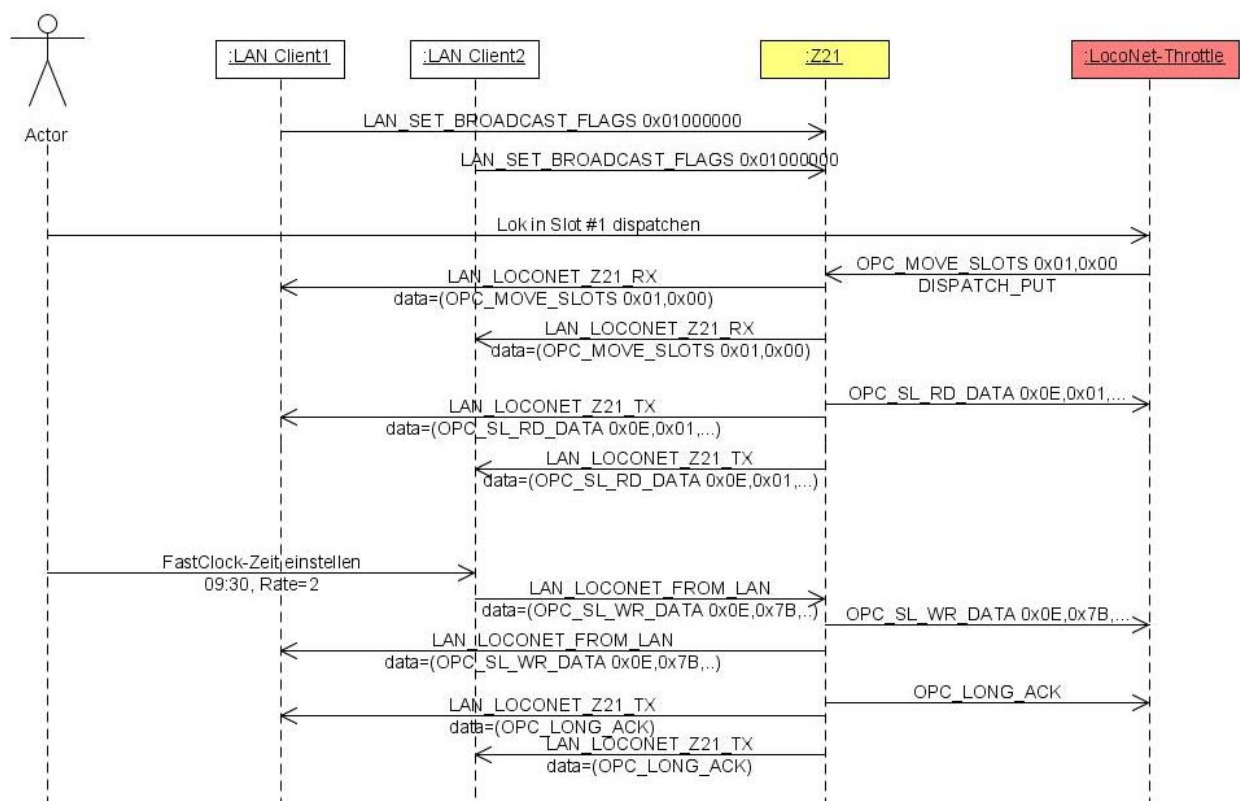 :LAN Client1
:LAN Client2
:Z21
:LocoNet-Throttle
Actor
LAN_SET_BROADCAST_FLAGS 0x01000000
LAN_SET_BROADCAST_FLAGS 0x01000000
Lok in Slot #1 dispatchen
OPC_MOVE_SLOTS 0x01,0x00
DISPATCH_PUT
LAN_LOCONET_Z21_RX
data=(OPC_MOVE_SLOTS 0x01,0x00)
LAN_LOCONET_Z21_RX
data=(OPC_MOVE_SLOTS 0x01,0x00)
OPC_SL_RD_DATA 0x0E,0x01,...
LAN_LOCONET_Z21_TX
data=(OPC_SL_RD_DATA 0x0E,0x01,...)
LAN_LOCONET_Z21_TX
data=(OPC_SL_RD_DATA 0x0E,0x01,...)
FastClock-Zeit einstellen
09:30, Rate=2
LAN_LOCONET_FROM_LAN
data=(OPC_SL_WR_DATA 0x0E,0x7B,..)
OPC_SL_WR_DATA 0x0E,0x7B,...
LAN_LOCONET_FROM_LAN
data=(OPC_SL_WR_DATA 0x0E,0x7B,..)
OPC_LONG_ACK
LAN_LOCONET_Z21_TX
data=(OPC_LONG_ACK)
LAN_LOCONET_Z21_TX
data=(OPC_LONG_ACK)